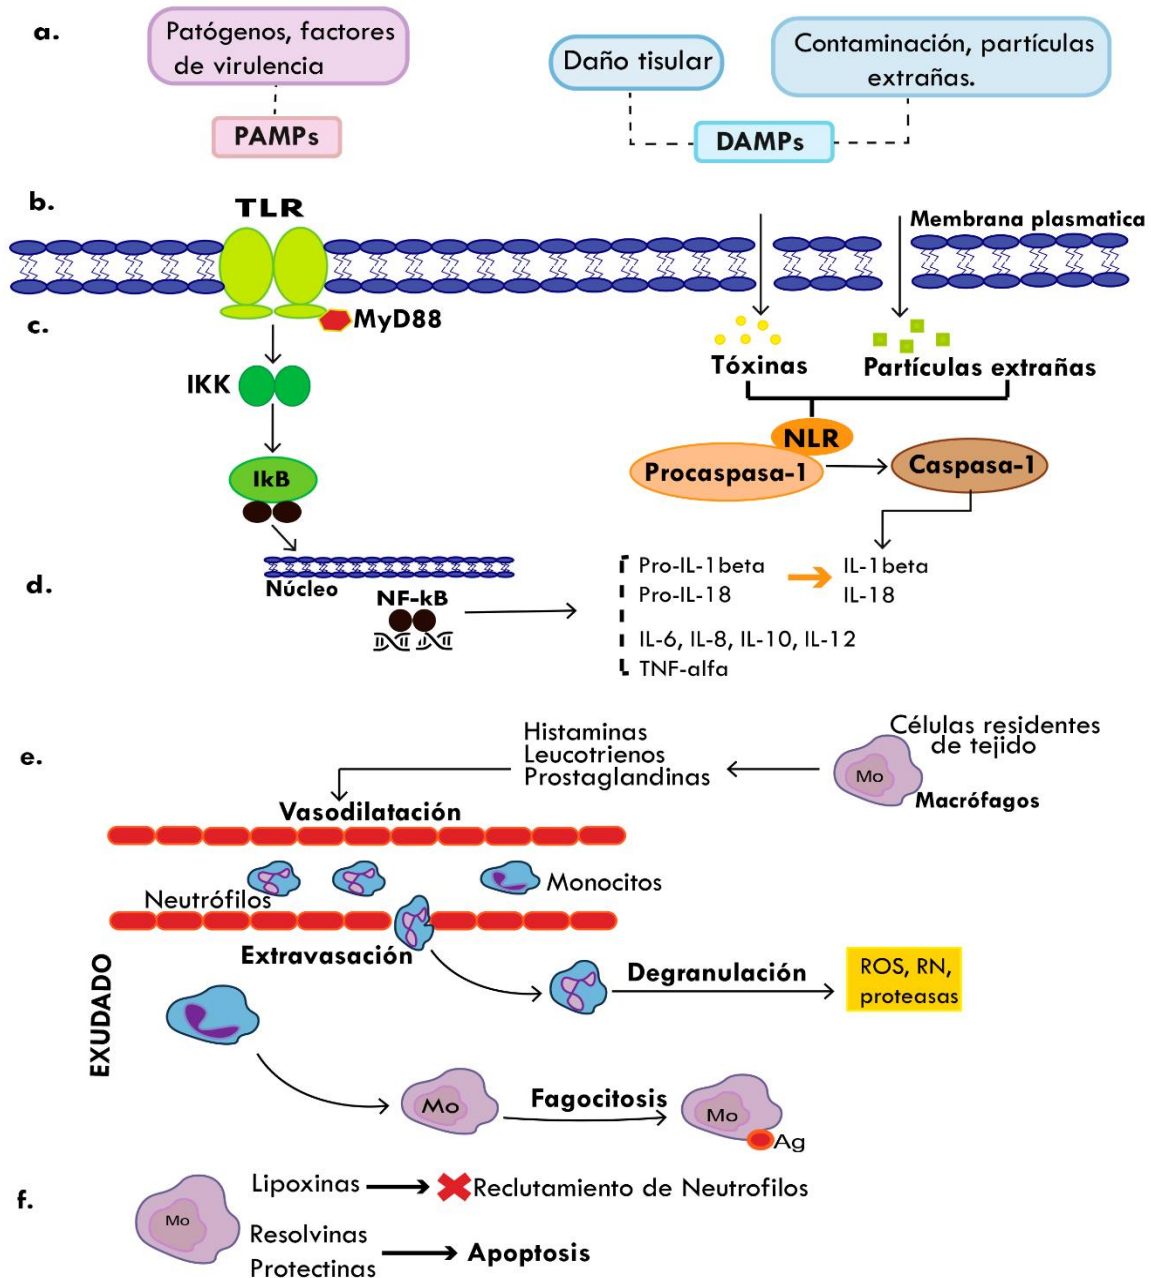 a.
Patógenos, factores
de virulencia
Daño tisular
Contaminación, partículas
extrañas.
PAMPs
DAMPs
b.
TLR
Membrana plasmatica
c.
MyD88
IKK
Tóxinas
Partículas extrañas
NLR
Procaspasa-1
Caspasa-1
IkB
d.
Núcleo
NF-kB
Pro-IL-1beta
Pro-IL-18
IL-1beta
IL-18
IL-6, IL-8, IL-10, IL-12
TNF-alfa
e.
Histaminas
Leucotrienos
Prostaglandinas
Células residentes
de tejido
Mo
Macrófagos
Vasodilatación
Neutrófilos
Monocitos
Extravasación
EXUDADO
Degranulación
ROS, RN,
proteasas
Mo
Fagocitosis
Mo
Ag
f.
Mo
Lipoxinas
Reclutamiento de Neutrofilos
Resolvinas
Protectinas
Apoptosis